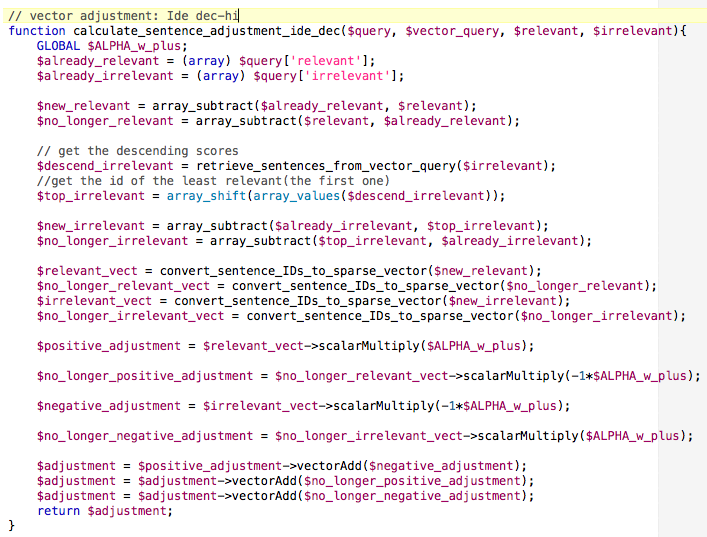 // vector adjustment: Ide dec-hi
function calculate_sentence_adjustment_ide_dec($query, $vector_query, $relevant, $irrelevant){
    GLOBAL $ALPHA_w_plus;
    $already_relevant = (array) $query['relevant'];
    $already_irrelevant = (array) $query['irrelevant'];

    $new_relevant = array_subtract($already_relevant, $relevant);
    $no_longer_relevant = array_subtract($relevant, $already_relevant);

    // get the descending scores
    $descend_irrelevant = retrieve_sentences_from_vector_query($irrelevant);
    //get the id of the least relevant(the first one)
    $top_irrelevant = array_shift(array_values($descend_irrelevant));

    $new_irrelevant = array_subtract($already_irrelevant, $top_irrelevant);
    $no_longer_irrelevant = array_subtract($top_irrelevant, $already_irrelevant);

    $relevant_vect = convert_sentence_IDs_to_sparse_vector($new_relevant);
    $no_longer_relevant_vect = convert_sentence_IDs_to_sparse_vector($no_longer_relevant);
    $irrelevant_vect = convert_sentence_IDs_to_sparse_vector($new_irrelevant);
    $no_longer_irrelevant_vect = convert_sentence_IDs_to_sparse_vector($no_longer_irrelevant);

    $positive_adjustment = $relevant_vect->scalarMultiply($ALPHA_w_plus);

    $no_longer_positive_adjustment = $no_longer_relevant_vect->scalarMultiply(-1*$ALPHA_w_plus);

    $negative_adjustment = $irrelevant_vect->scalarMultiply(-1*$ALPHA_w_plus);

    $no_longer_negative_adjustment = $no_longer_irrelevant_vect->scalarMultiply($ALPHA_w_plus);

    $adjustment = $positive_adjustment->vectorAdd($negative_adjustment);
    $adjustment = $adjustment->vectorAdd($no_longer_positive_adjustment);
    $adjustment = $adjustment->vectorAdd($no_longer_negative_adjustment);
    return $adjustment;
}